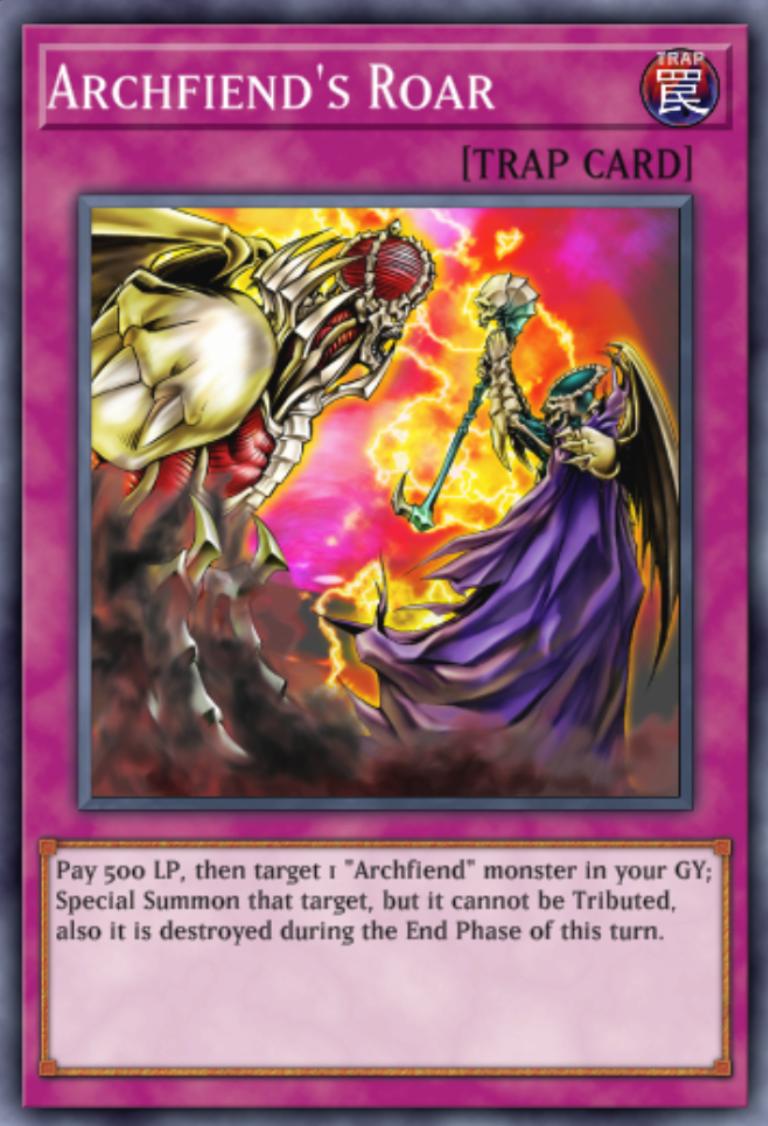 ARCHFIEND'S ROAR
TRAP
罠
[TRAP CARD]
Pay 500 LP, then target 1 "Archfiend" monster in your GY;
Special Summon that target, but it cannot be Tributed,
also it is destroyed during the End Phase of this turn.